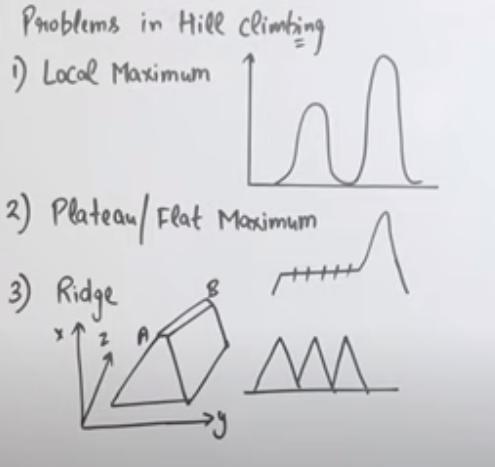 Problems in Hill climbing
1) Local Maximum
2) Plateau/Flat Maximum
3) Ridge
B
x
z
A
y